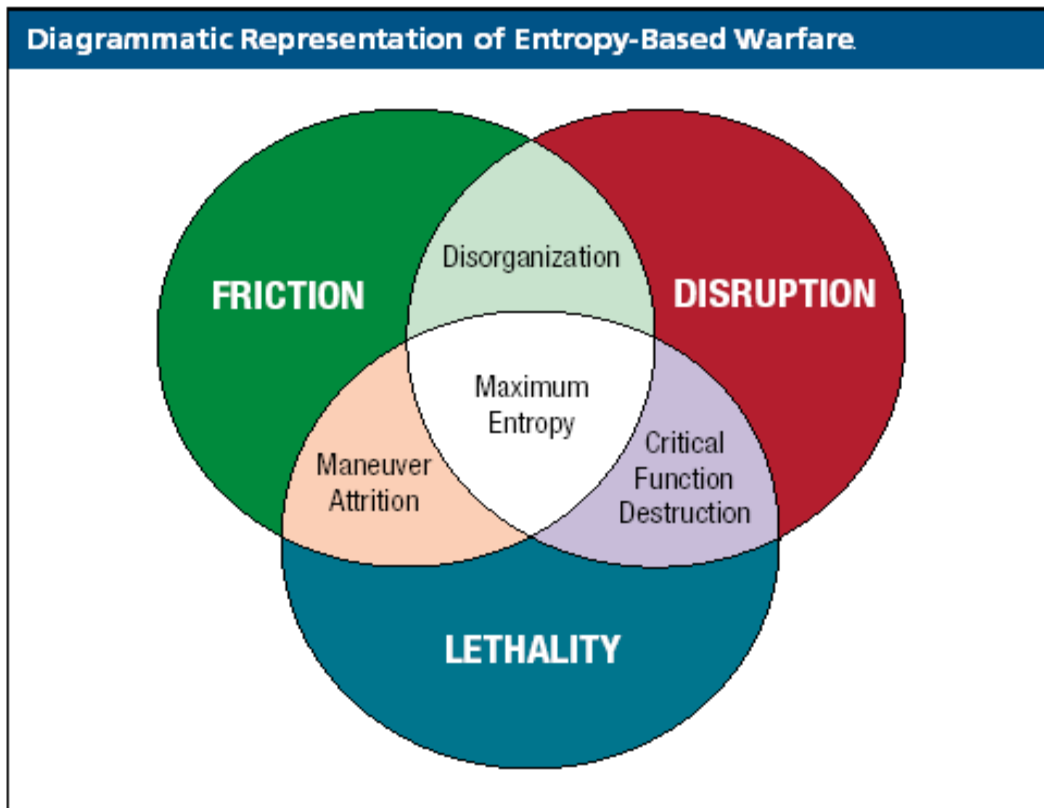 Diagrammatic Representation of Entropy-Based Warfare.
Disorganization
FRICTION
DISRUPTION
Maximum
Entropy
Maneuver
Attrition
Critical
Function
Destruction
LETHALITY